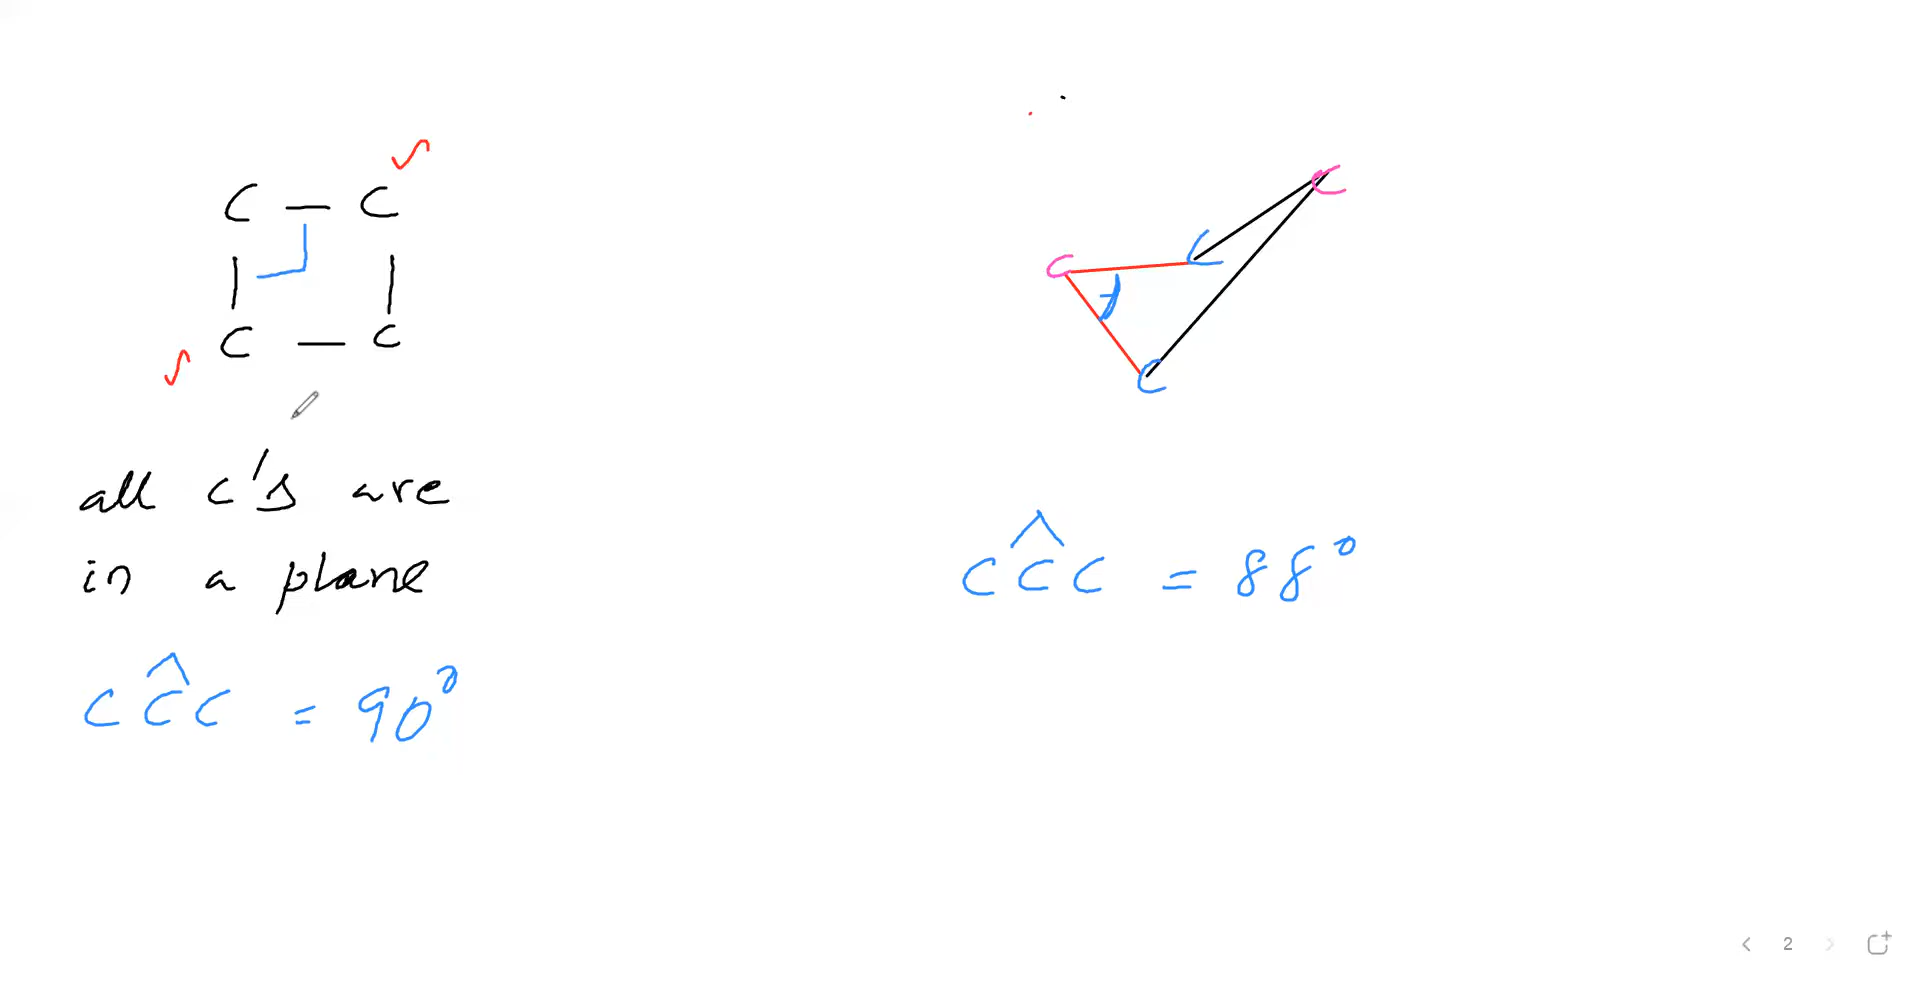 C — C
C — C
all c's are
in a plane
CĈC = 90°
C
C
C
C
CĈC = 88°
2